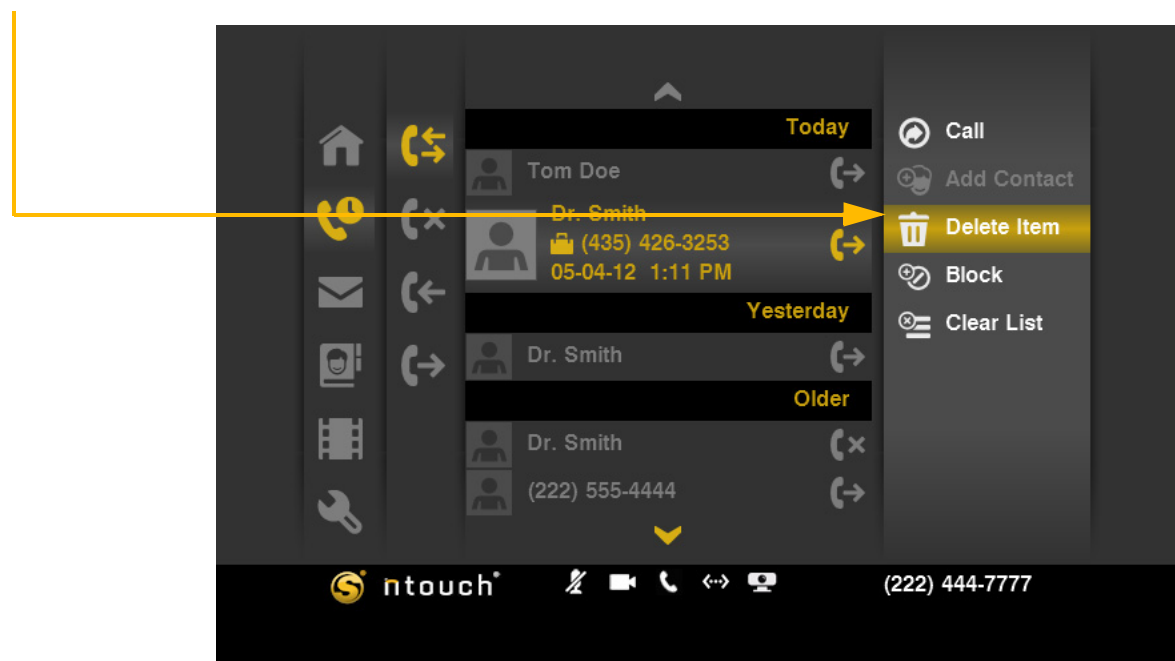 Today
Tom Doe
Dr. Smith
(435) 426-3253
05-04-12 1:11 PM
Yesterday
Dr. Smith
Older
Dr. Smith
(222) 555-4444
Call
Add Contact
Delete Item
Block
Clear List
S ntouch
(222) 444-7777